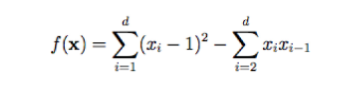 f(𝐱) = ∑_{i=1}^{d} (x_i − 1)² − ∑_{i=2}^{d} x_i x_{i−1}